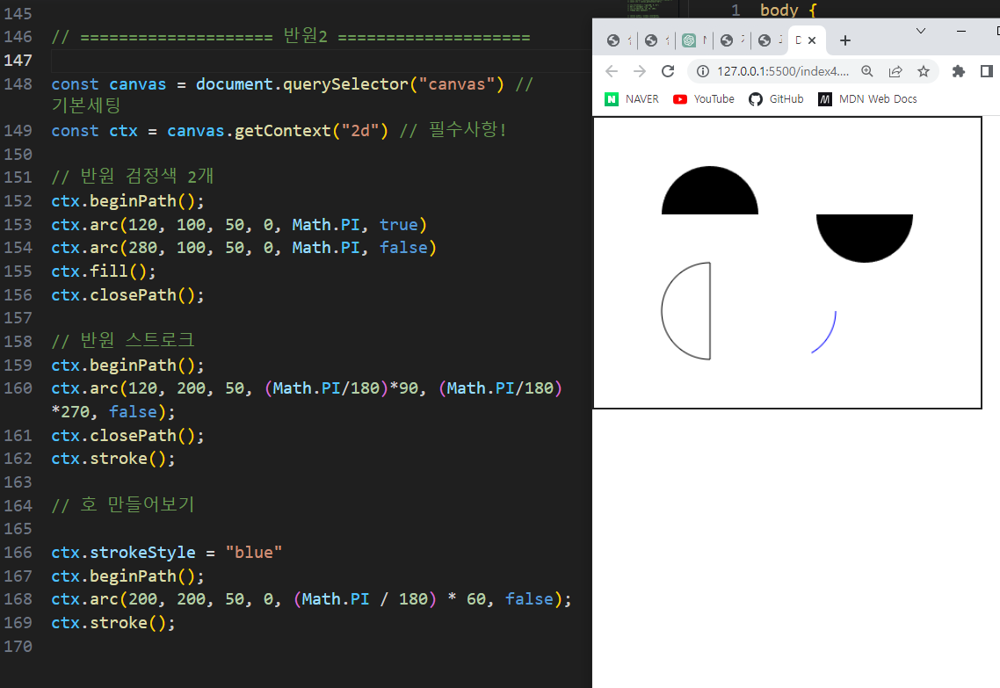 145
146 // ==================== 반원2 ====================
147
148 const canvas = document.querySelector("canvas") //
기본세팅
149 const ctx = canvas.getContext("2d") // 필수사항!
150
151 // 반원 검정색 2개
152 ctx.beginPath();
153 ctx.arc(120, 100, 50, 0, Math.PI, true)
154 ctx.arc(280, 100, 50, 0, Math.PI, false)
155 ctx.fill();
156 ctx.closePath();
157
158 // 반원 스트로크
159 ctx.beginPath();
160 ctx.arc(120, 200, 50, (Math.PI/180)*90, (Math.PI/180)
*270, false);
161 ctx.closePath();
162 ctx.stroke();
163
164 // 호 만들어보기
165
166 ctx.strokeStyle = "blue"
167 ctx.beginPath();
168 ctx.arc(200, 200, 50, 0, (Math.PI / 180) * 60, false);
169 ctx.stroke();
170
1 body {
127.0.0.1:5500/index4....
NAVER YouTube GitHub MDN Web Docs